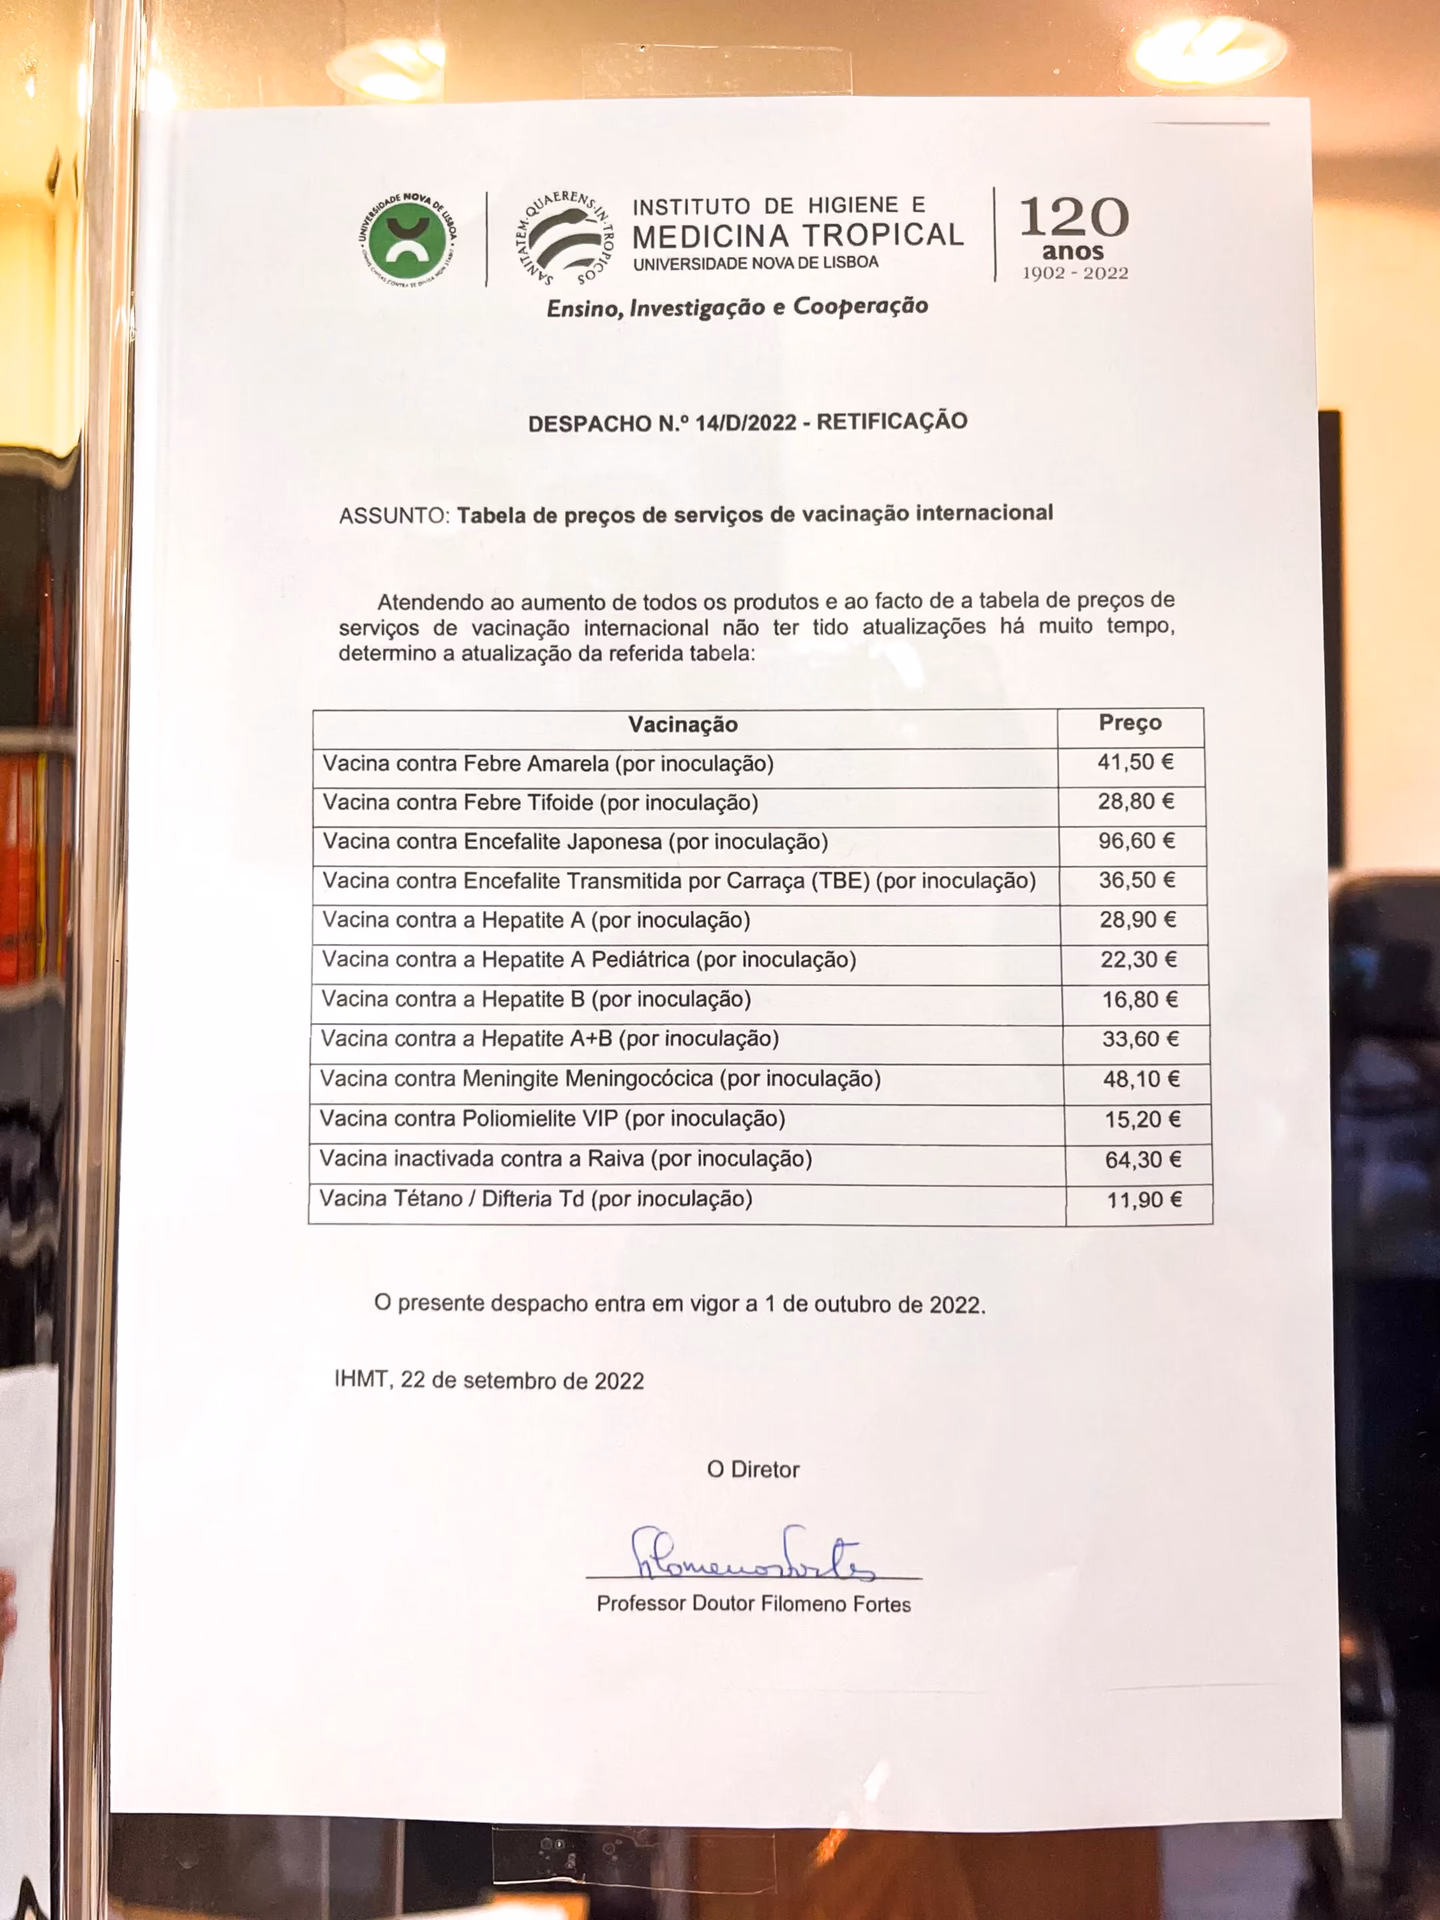 UNIVERSIDADE NOVA DE LISBOA
SANITATEM·QUAERENS·IN·TROPICOS
INSTITUTO DE HIGIENE E
MEDICINA TROPICAL
UNIVERSIDADE NOVA DE LISBOA
120
anos
1902 - 2022
Ensino, Investigação e Cooperação
DESPACHO N.º 14/D/2022 - RETIFICAÇÃO
ASSUNTO: Tabela de preços de serviços de vacinação internacional
Atendendo ao aumento de todos os produtos e ao facto de a tabela de preços de
serviços de vacinação internacional não ter tido atualizações há muito tempo,
determino a atualização da referida tabela:
Vacinação Preço
Vacina contra Febre Amarela (por inoculação) 41,50 €
Vacina contra Febre Tifoide (por inoculação) 28,80 €
Vacina contra Encefalite Japonesa (por inoculação) 96,60 €
Vacina contra Encefalite Transmitida por Carraça (TBE) (por inoculação) 36,50 €
Vacina contra a Hepatite A (por inoculação) 28,90 €
Vacina contra a Hepatite A Pediátrica (por inoculação) 22,30 €
Vacina contra a Hepatite B (por inoculação) 16,80 €
Vacina contra a Hepatite A+B (por inoculação) 33,60 €
Vacina contra Meningite Meningocócica (por inoculação) 48,10 €
Vacina contra Poliomielite VIP (por inoculação) 15,20 €
Vacina inactivada contra a Raiva (por inoculação) 64,30 €
Vacina Tétano / Difteria Td (por inoculação) 11,90 €
O presente despacho entra em vigor a 1 de outubro de 2022.
IHMT, 22 de setembro de 2022
O Diretor
Filomeno Fortes
Professor Doutor Filomeno Fortes